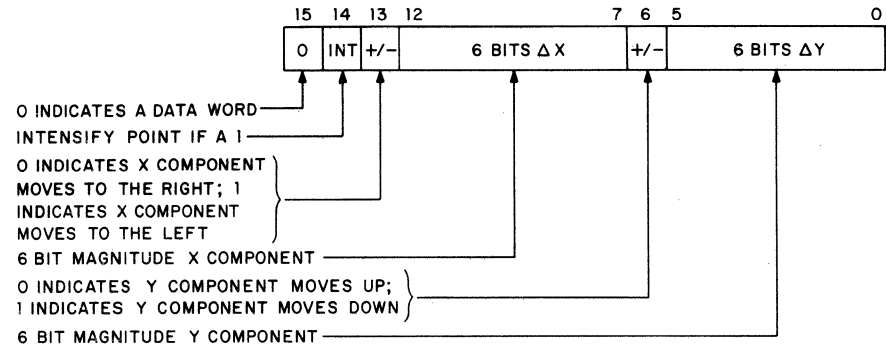 15 14 13 12 7 6 5 0
0 INT +/- 6 BITS Δ X +/- 6 BITS ΔY
0 INDICATES A DATA WORD
INTENSIFY POINT IF A 1
0 INDICATES X COMPONENT
MOVES TO THE RIGHT; 1
INDICATES X COMPONENT
MOVES TO THE LEFT
6 BIT MAGNITUDE X COMPONENT
0 INDICATES Y COMPONENT MOVES UP;
1 INDICATES Y COMPONENT MOVES DOWN
6 BIT MAGNITUDE Y COMPONENT